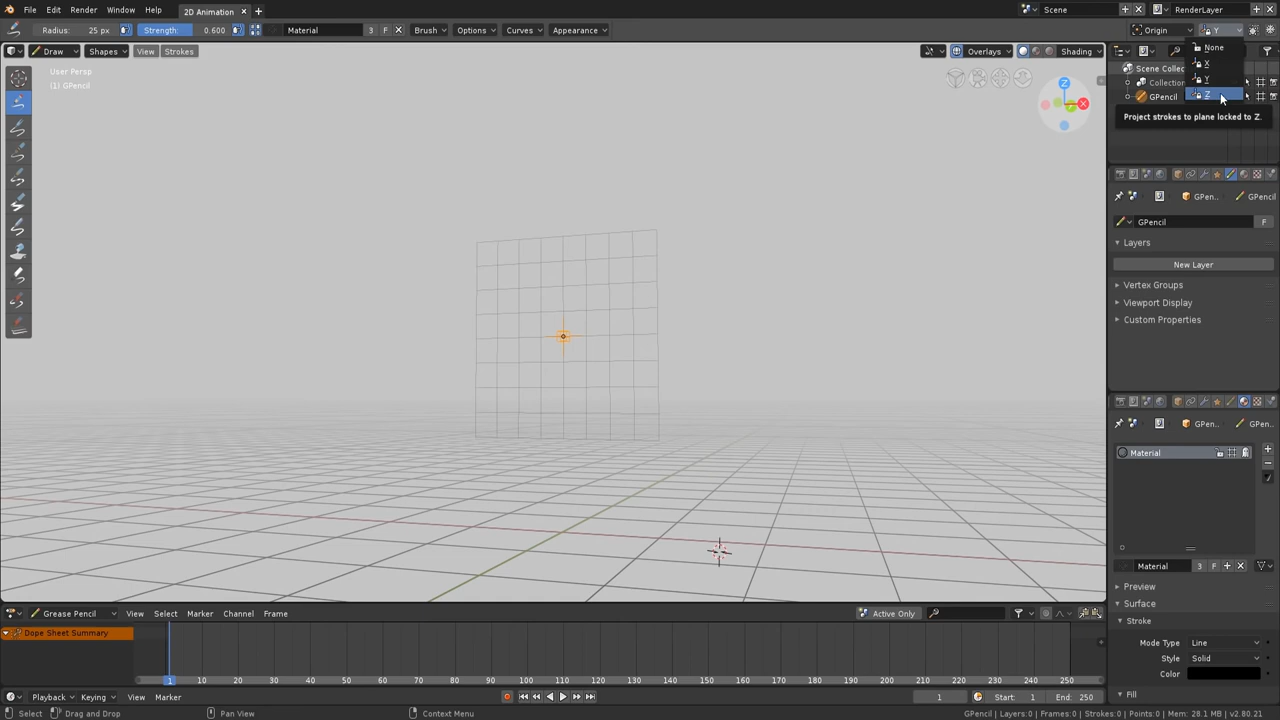 File Edit Render Window Help 2D Animation Scene RenderLayer
Radius: 25 px Strength: 0.600 Material 3 F Brush Options Curves Appearance Origin Y
Draw Shapes View Strokes Overlays Shading
None
X
Y
Z
Project strokes to plane locked to Z.
User Persp
(1) GPencil
Z
X
Scene Collec
Collection
GPencil
GPen.. GPencil
GPencil F
Layers
New Layer
Vertex Groups
Viewport Display
Custom Properties
GPen.. GPen..
Material
Material 3 F
Preview
Surface
Stroke
Mode Type Line
Style Solid
Color
Fill
Grease Pencil View Select Marker Channel Frame Active Only
Dope Sheet Summary
1 10 20 30 40 50 60 70 80 90 100 110 120 130 140 150 160 170 180 190 200 210 220 230 240 250
Playback Keying View Marker 1 Start: 1 End: 250
Select Drag and Drop Pan View Context Menu GPencil | Layers:0 | Frames:0 | Strokes:0 | Points:0 | Mem: 28.1 MB | v2.80.21